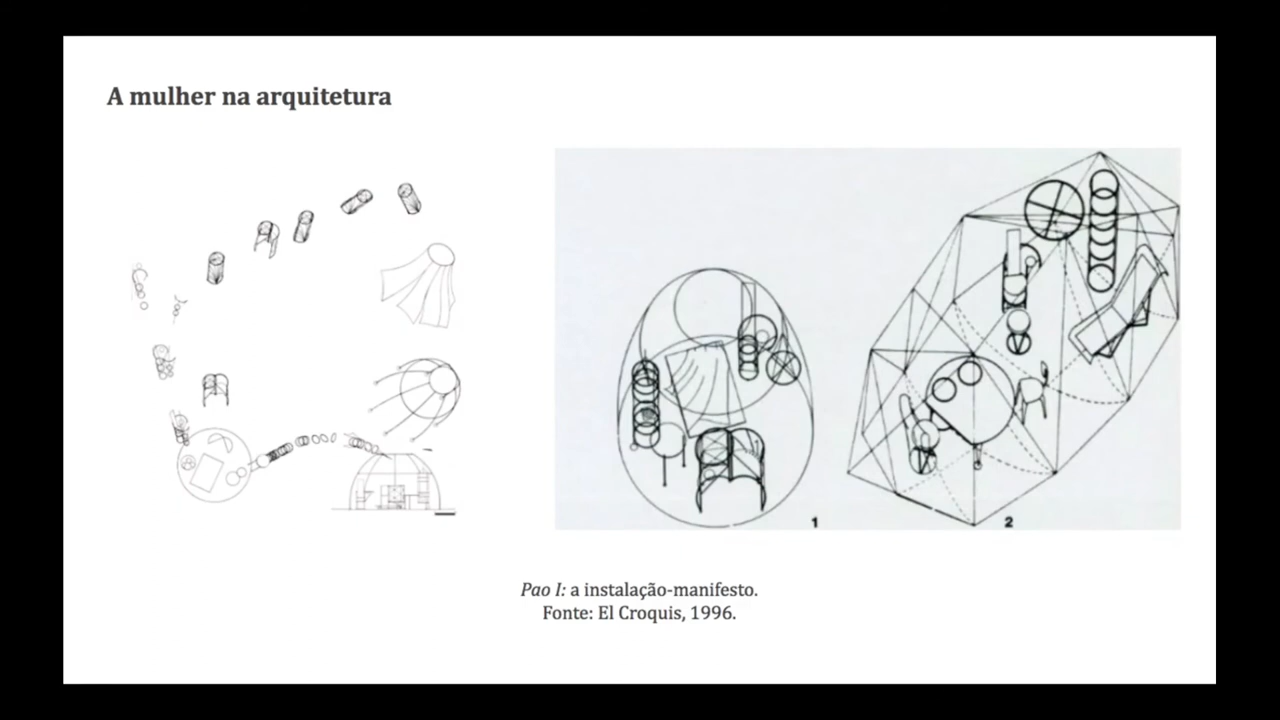 A mulher na arquitetura
1
2
Pao I: a instalação-manifesto.
Fonte: El Croquis, 1996.